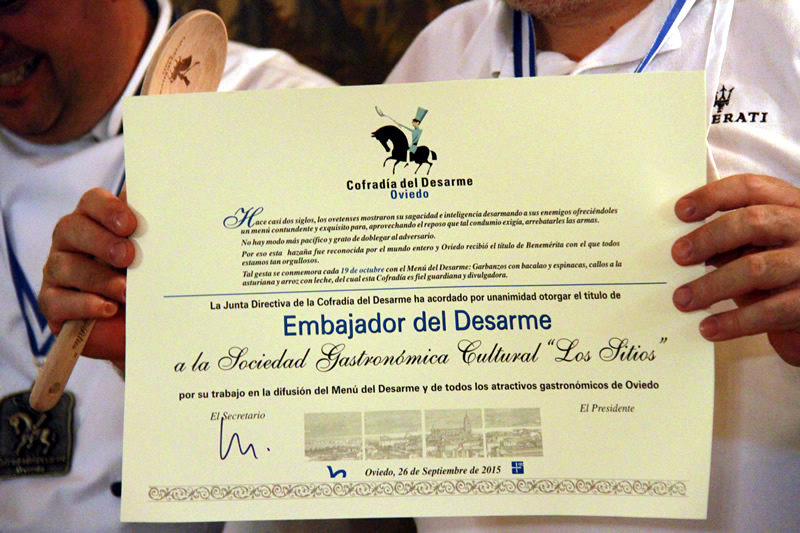 Cofradía del Desarme
Oviedo
Hace casi dos siglos, los ovetenses mostraron su sagacidad e inteligencia desarmando a sus enemigos ofreciéndoles
un menú contundente y exquisito para, aprovechando el reposo que tal condumio exigía, arrebatarles las armas.
No hay modo más pacífico y grato de doblegar al adversario.
Por eso esta hazaña fue reconocida por el mundo entero y Oviedo recibió el título de Benemérita con el que todos
estamos tan orgullosos.
Tal gesta se conmemora cada 19 de octubre con el Menú del Desarme: Garbanzos con bacalao y espinacas, callos a la
asturiana y arroz con leche, del cual esta Cofradía es fiel guardiana y divulgadora.
La Junta Directiva de la Cofradía del Desarme ha acordado por unanimidad otorgar el título de
Embajador del Desarme
a la Sociedad Gastronómica Cultural “Los Sitios”
por su trabajo en la difusión del Menú del Desarme y de todos los atractivos gastronómicos de Oviedo
El Secretario
El Presidente
Oviedo, 26 de Septiembre de 2015
ERATI